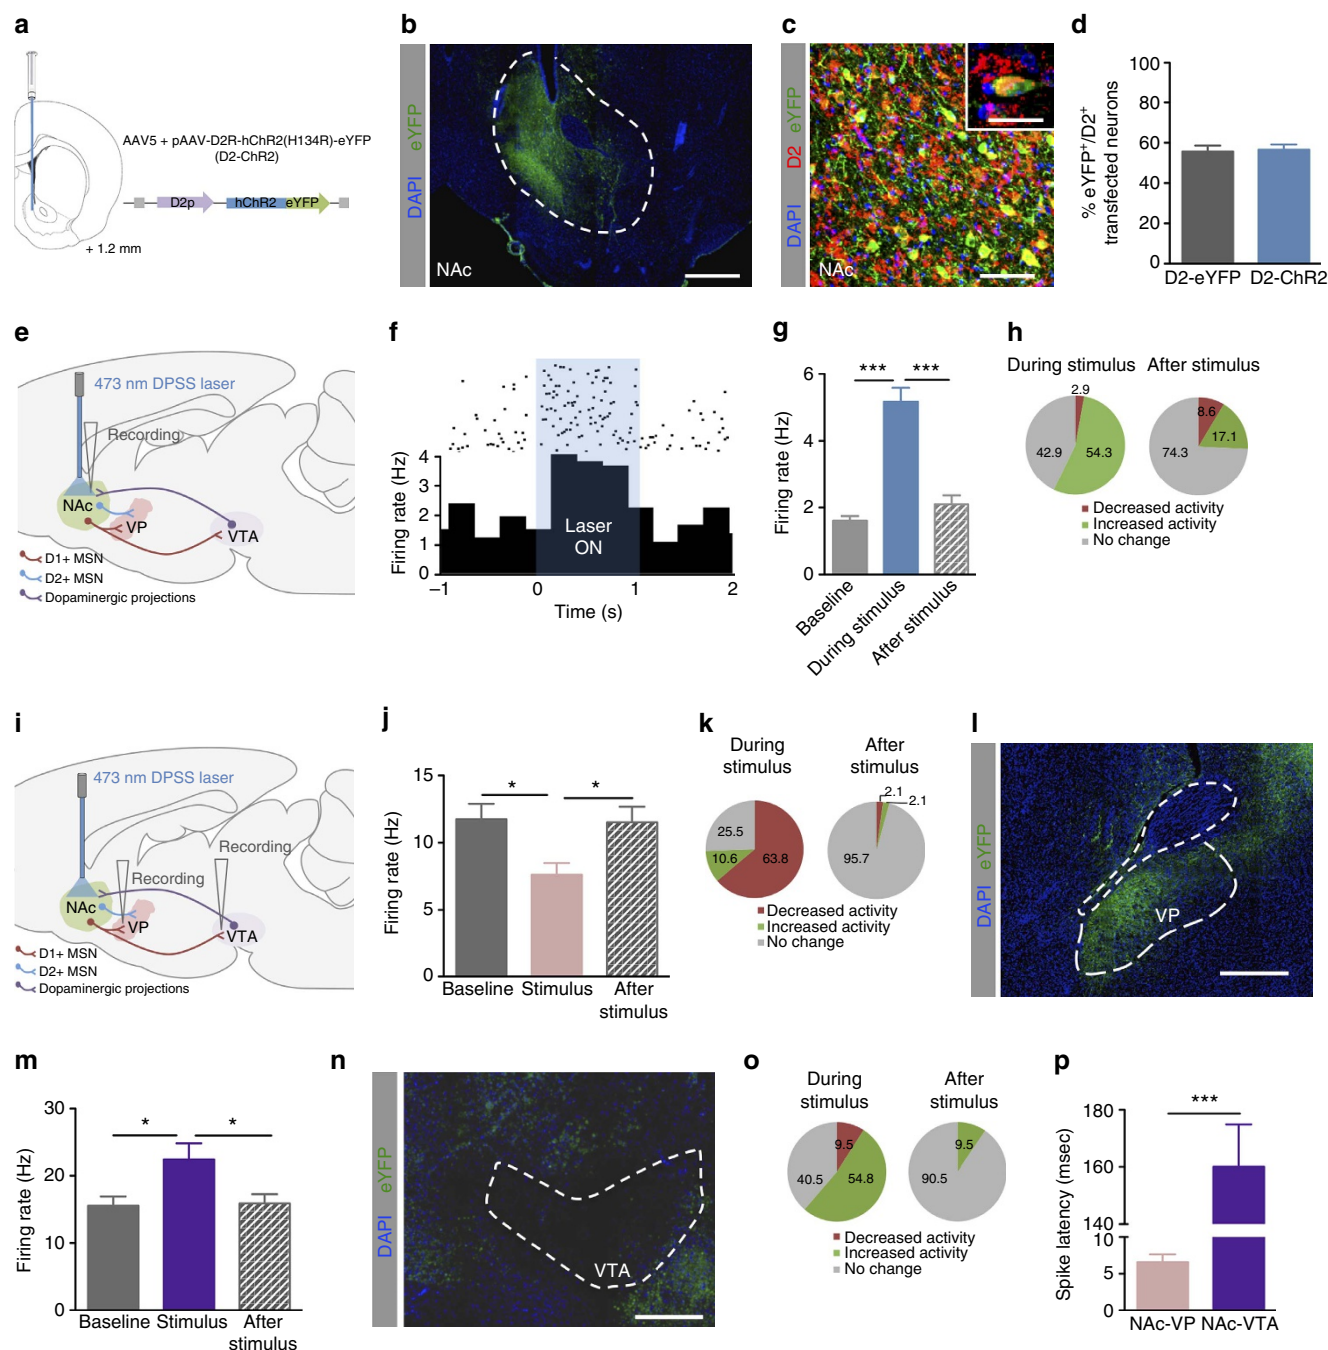 a
AAV5 + pAAV-D2R-hChR2(H134R)-eYFP
(D2-ChR2)
D2p
hChR2
eYFP
+ 1.2 mm
b
DAPI eYFP
NAc
c
DAPI D2 eYFP
NAc
d
% eYFP+/D2+
transfected neurons
100
80
60
40
20
0
D2-eYFP D2-ChR2
e
473 nm DPSS laser
Recording
NAc
VP
VTA
D1+ MSN
D2+ MSN
Dopaminergic projections
f
Firing rate (Hz)
4
3
2
1
0
Laser
ON
−1 0 1 2
Time (s)
g
Firing rate (Hz)
6
4
2
0
*** ***
Baseline
During stimulus
After stimulus
h
During stimulus After stimulus
2.9
42.9 54.3
8.6
17.1
74.3
Decreased activity
Increased activity
No change
i
473 nm DPSS laser
Recording
Recording
NAc
VP
VTA
D1+ MSN
D2+ MSN
Dopaminergic projections
j
Firing rate (Hz)
15
10
5
0
* *
Baseline Stimulus After
stimulus
k
During
stimulus
After
stimulus
25.5
10.6 63.8
2.1
2.1
95.7
Decreased activity
Increased activity
No change
l
DAPI eYFP
VP
m
Firing rate (Hz)
30
20
10
0
* *
Baseline Stimulus After
stimulus
n
DAPI eYFP
VTA
o
During
stimulus
After
stimulus
9.5
40.5 54.8
9.5
90.5
Decreased activity
Increased activity
No change
p
Spike latency (msec)
180
160
140
10
5
0
***
NAc-VP NAc-VTA